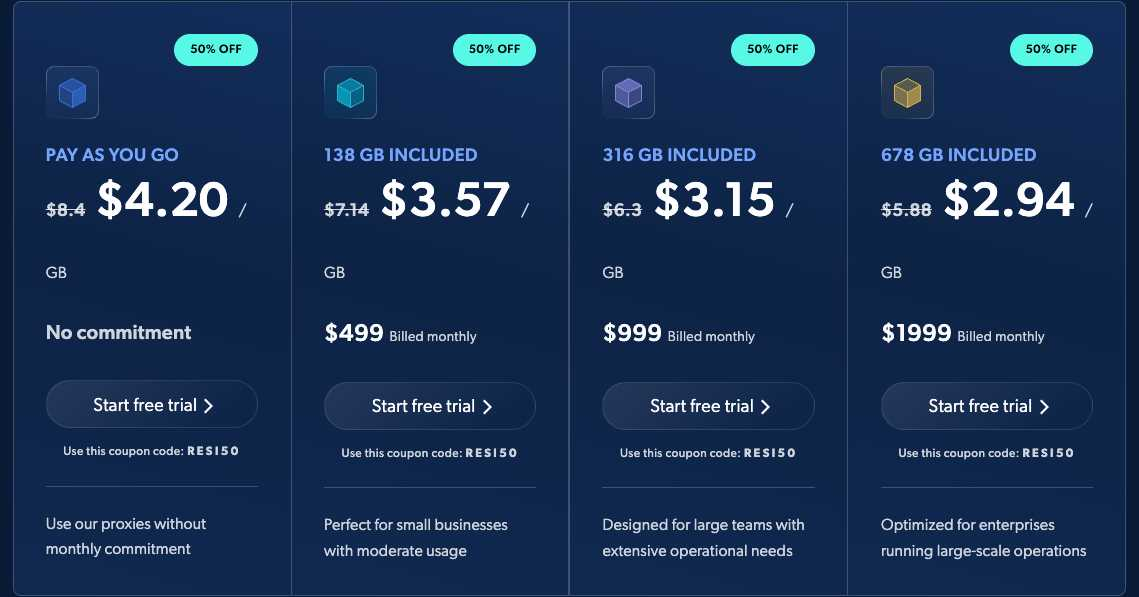 50% OFF
PAY AS YOU GO
$8.4 $4.20 /
GB
No commitment
Start free trial
Use this coupon code: RESI50
Use our proxies without
monthly commitment
50% OFF
138 GB INCLUDED
$7.14 $3.57 /
GB
$499 Billed monthly
Start free trial
Use this coupon code: RESI50
Perfect for small businesses
with moderate usage
50% OFF
316 GB INCLUDED
$6.3 $3.15 /
GB
$999 Billed monthly
Start free trial
Use this coupon code: RESI50
Designed for large teams with
extensive operational needs
50% OFF
678 GB INCLUDED
$5.88 $2.94 /
GB
$1999 Billed monthly
Start free trial
Use this coupon code: RESI50
Optimized for enterprises
running large-scale operations